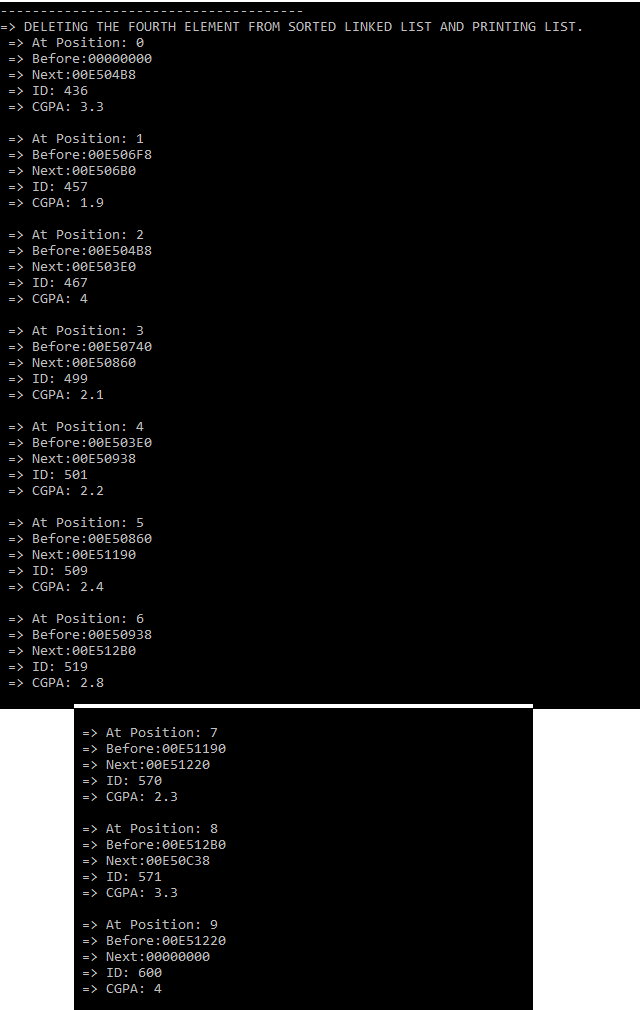 --------------------------------------
=> DELETING THE FOURTH ELEMENT FROM SORTED LINKED LIST AND PRINTING LIST.
=> At Position: 0
=> Before:00000000
=> Next:00E504B8
=> ID: 436
=> CGPA: 3.3
=> At Position: 1
=> Before:00E506F8
=> Next:00E506B0
=> ID: 457
=> CGPA: 1.9
=> At Position: 2
=> Before:00E504B8
=> Next:00E503E0
=> ID: 467
=> CGPA: 4
=> At Position: 3
=> Before:00E50740
=> Next:00E50860
=> ID: 499
=> CGPA: 2.1
=> At Position: 4
=> Before:00E503E0
=> Next:00E50938
=> ID: 501
=> CGPA: 2.2
=> At Position: 5
=> Before:00E50860
=> Next:00E51190
=> ID: 509
=> CGPA: 2.4
=> At Position: 6
=> Before:00E50938
=> Next:00E512B0
=> ID: 519
=> CGPA: 2.8
=> At Position: 7
=> Before:00E51190
=> Next:00E51220
=> ID: 570
=> CGPA: 2.3
=> At Position: 8
=> Before:00E512B0
=> Next:00E50C38
=> ID: 571
=> CGPA: 3.3
=> At Position: 9
=> Before:00E51220
=> Next:00000000
=> ID: 600
=> CGPA: 4